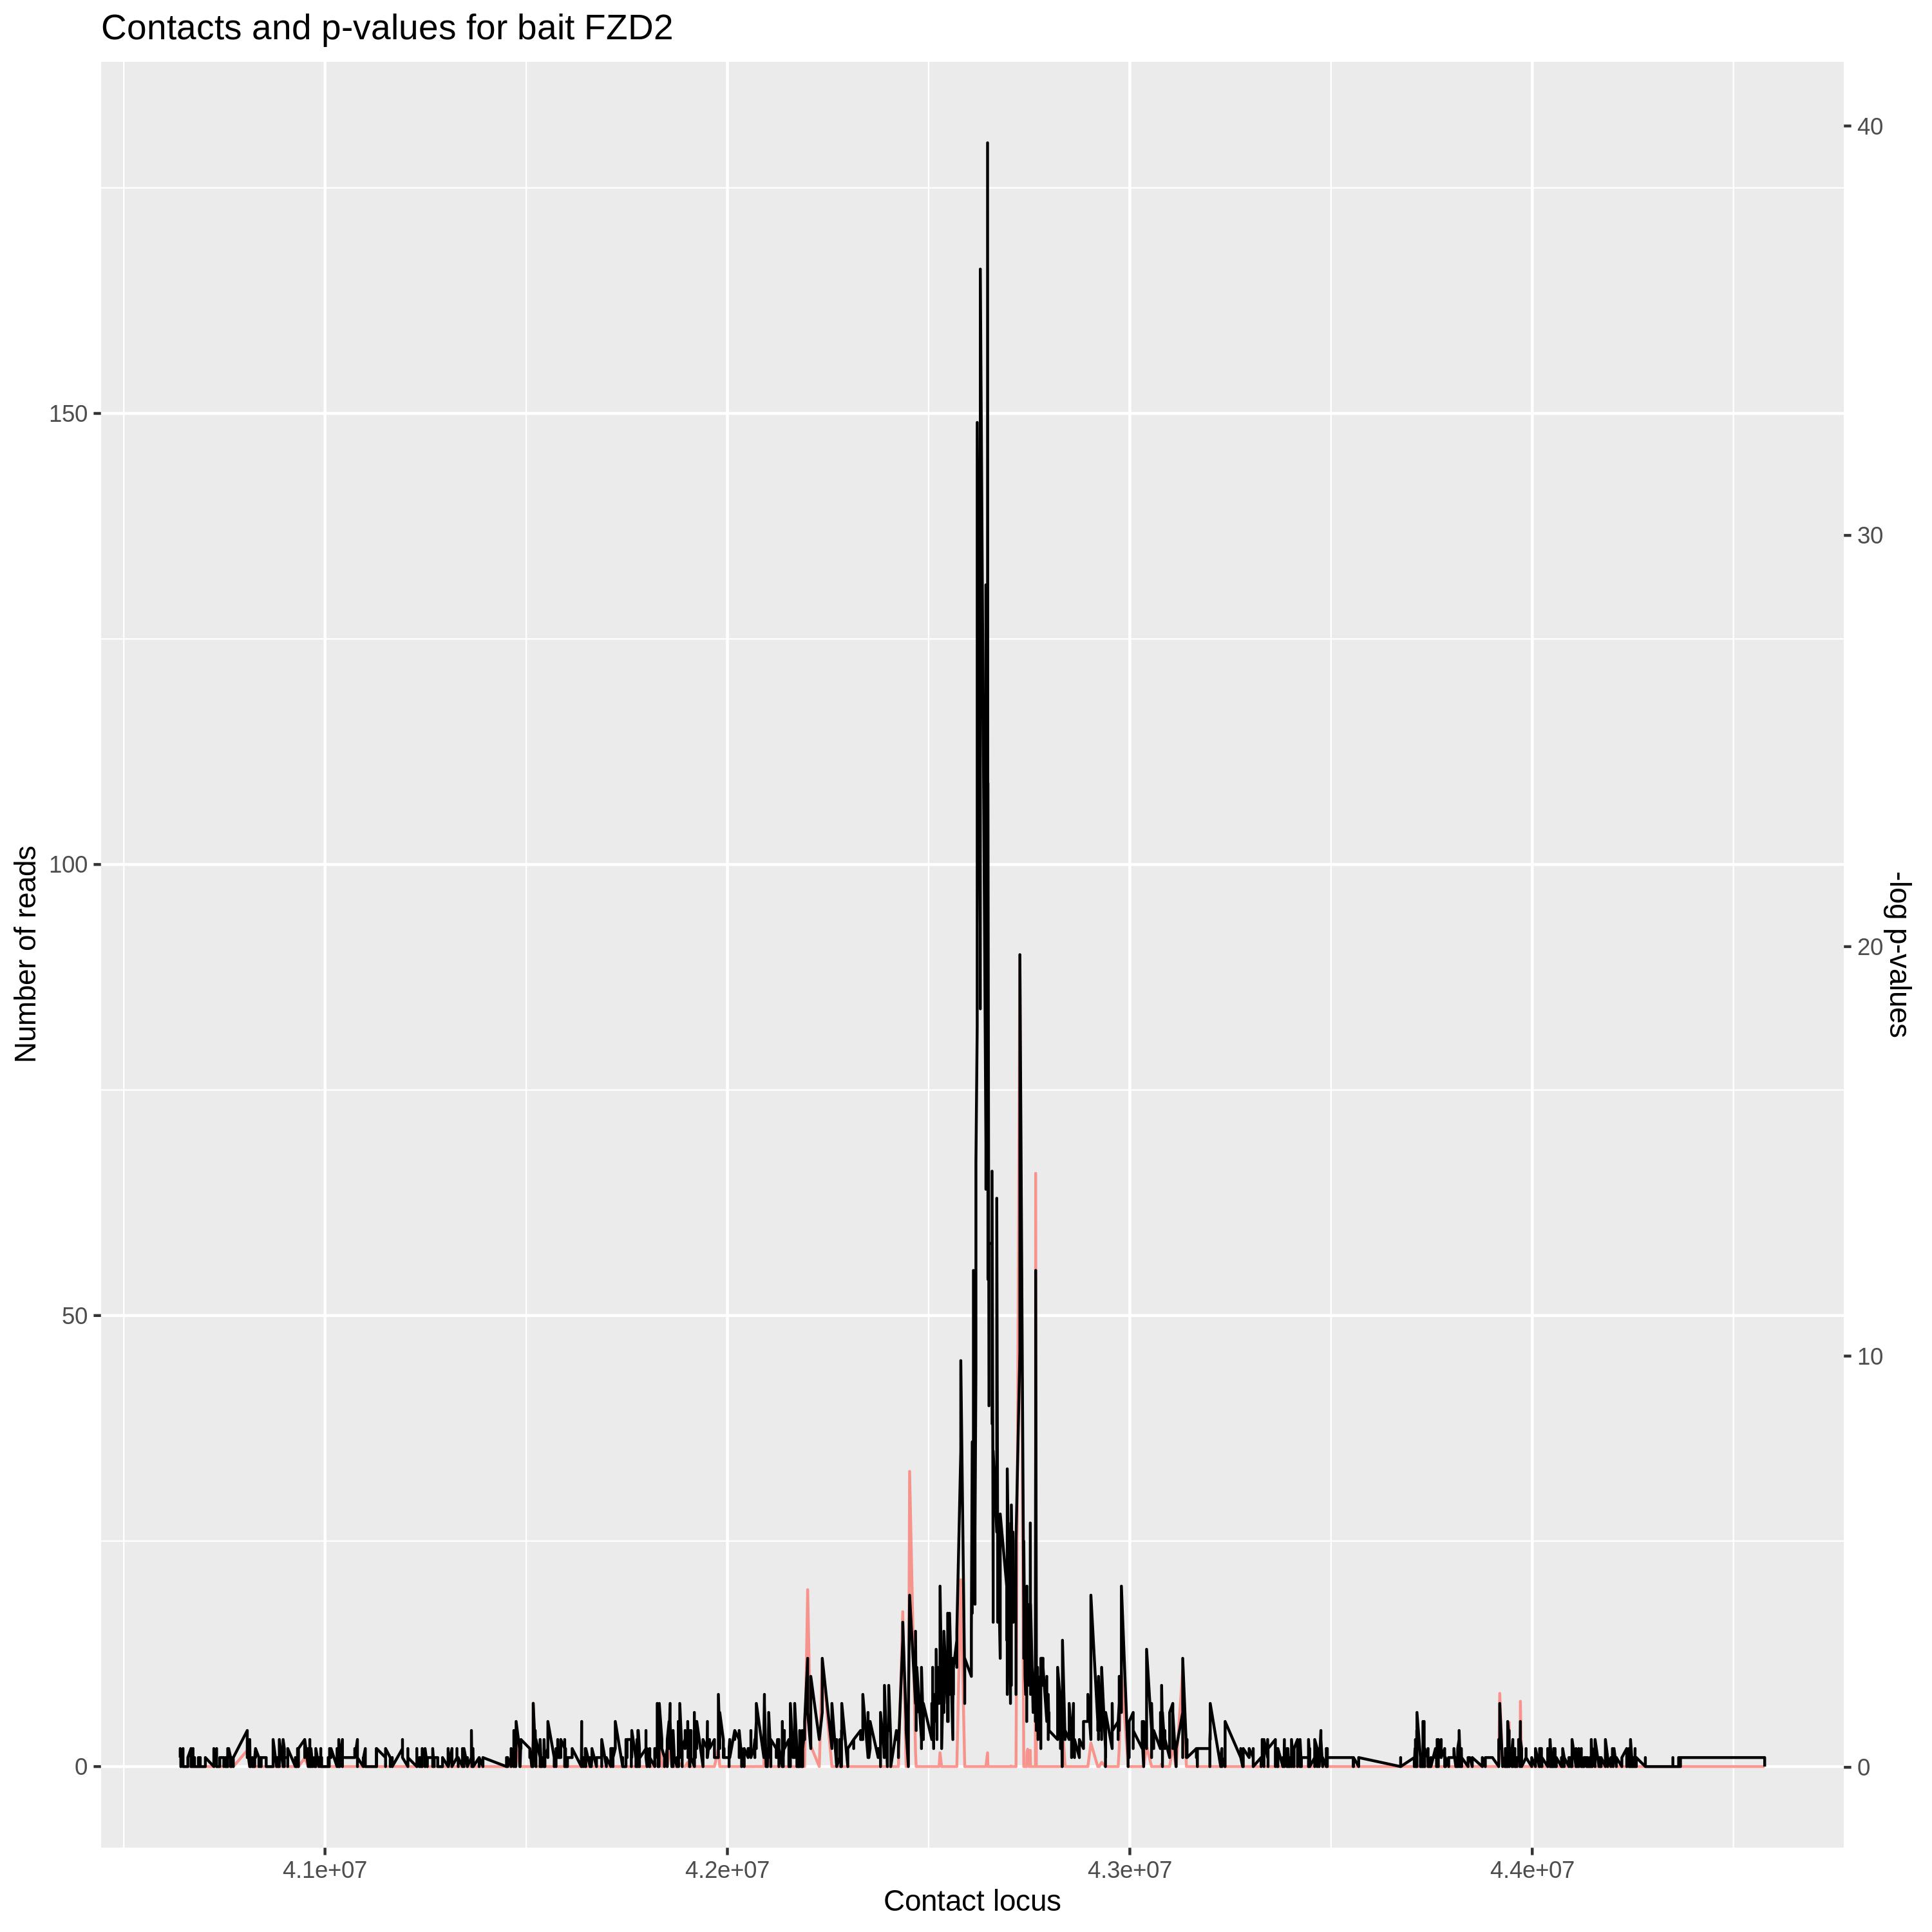 Contacts and p-values for bait FZD2
Number of reads
150
100
50
0
40
30
20
10
0
-log p-values
4.1e+07
4.2e+07
4.3e+07
4.4e+07
Contact locus